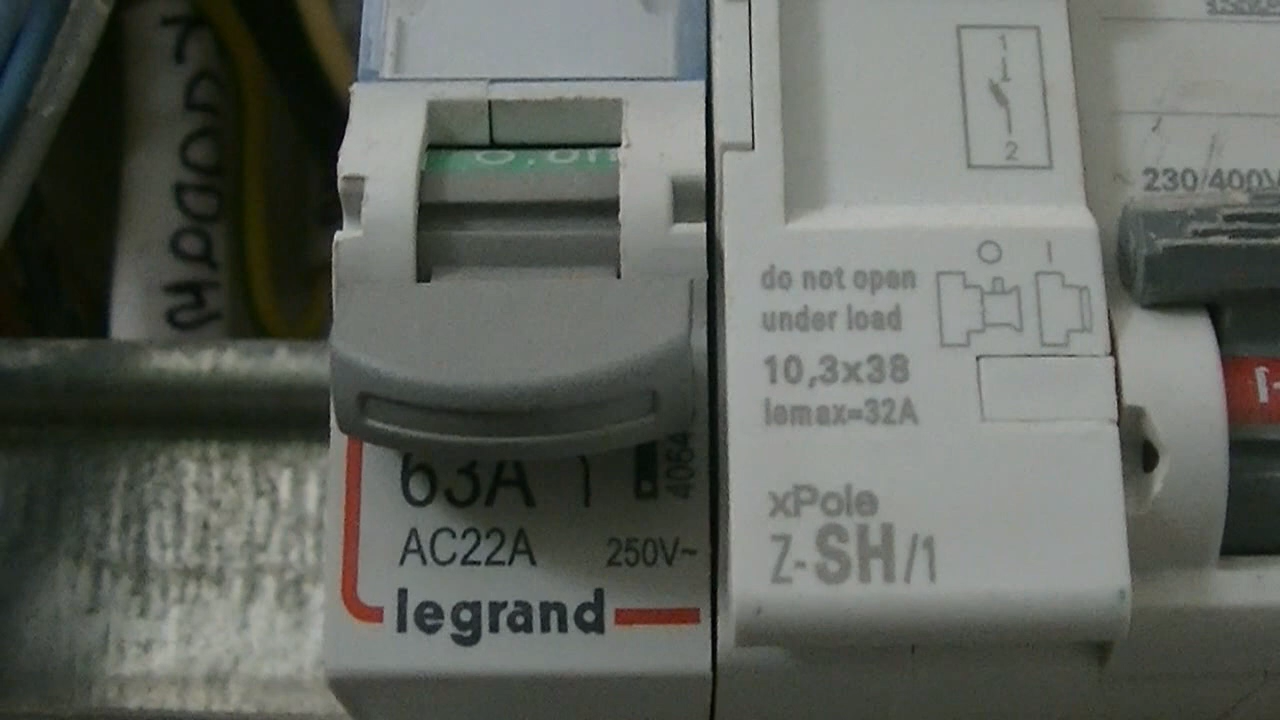 63A
4064
AC22A 250V~
legrand
1
2
O I
do not open
under load
10,3x38
Iemax=32A
xPole
Z-SH/1
~ 230/400V